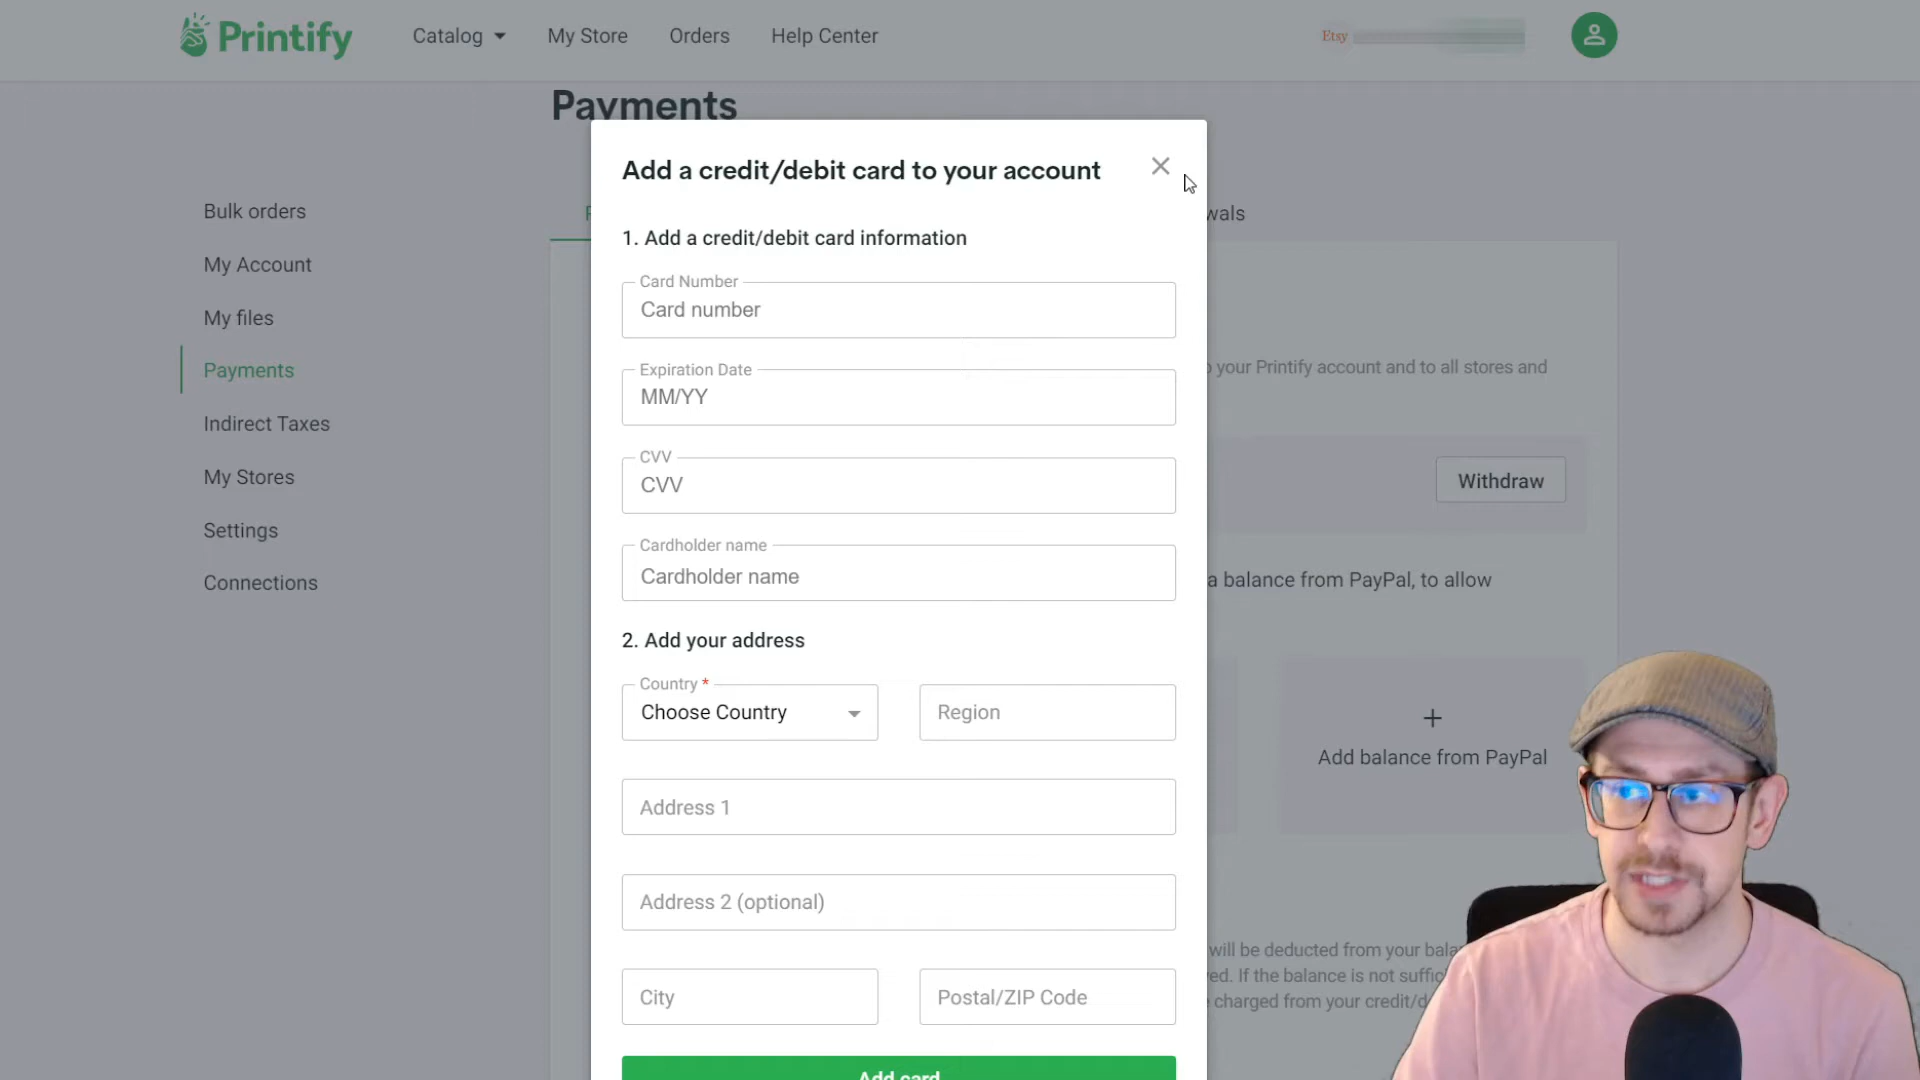 Printify
Catalog
My Store
Orders
Help Center
Etsy
Payments
Bulk orders
My Account
My files
Payments
Indirect Taxes
My Stores
Settings
Connections
Add a credit/debit card to your account
1. Add a credit/debit card information
Card Number
Card number
Expiration Date
MM/YY
CVV
CVV
Cardholder name
Cardholder name
2. Add your address
Country *
Choose Country
Region
Address 1
Address 2 (optional)
City
Postal/ZIP Code
Add card
your Printify account and to all stores and
Withdraw
a balance from PayPal, to allow
+
Add balance from PayPal
will be deducted from your
If the balance is not
charged from your